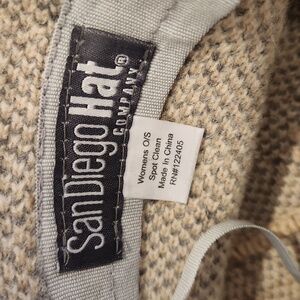 San Diego Hat®
COMPANY
Womens O/S
Spot Clean
Made in China
RN#122405